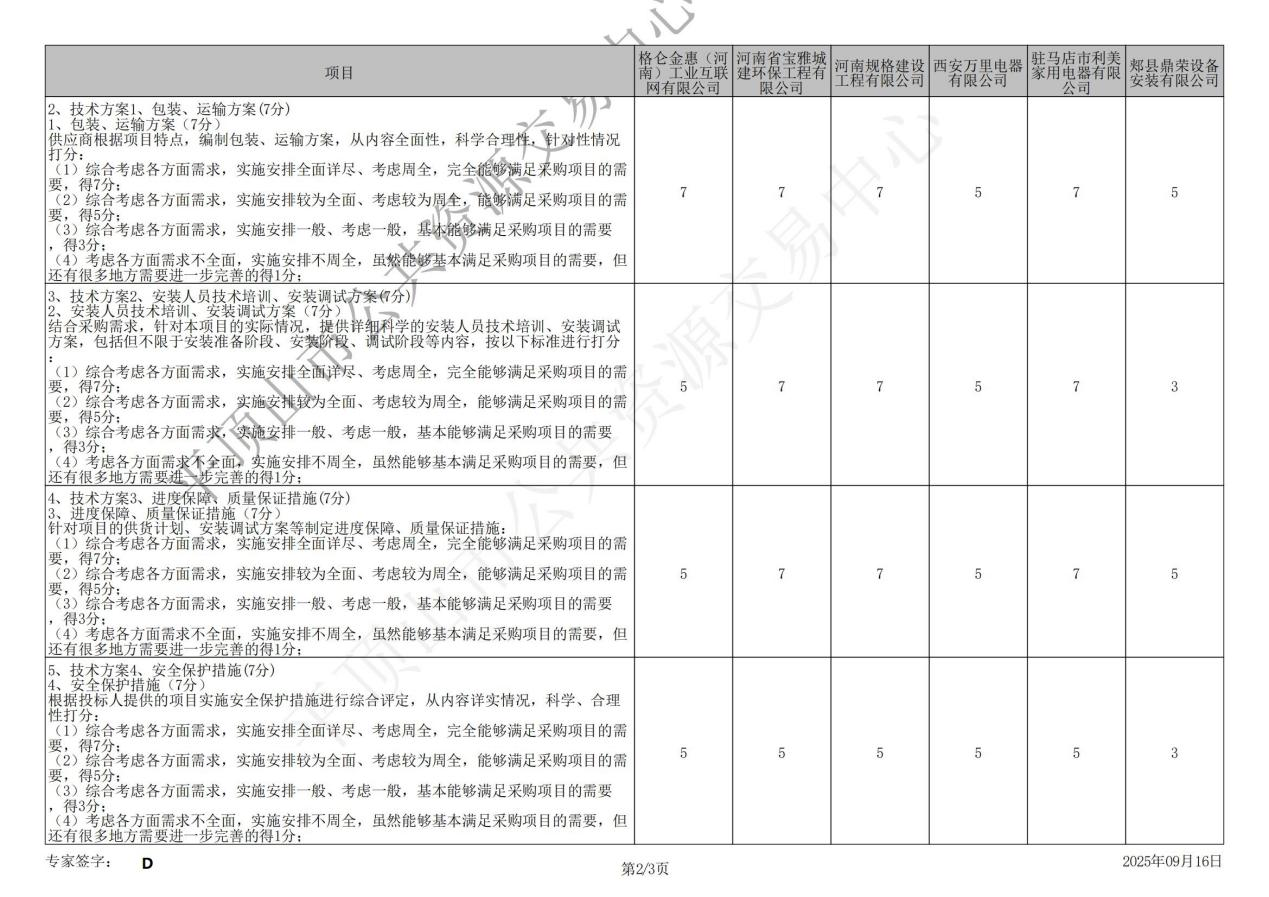 项目
格仑金惠（河
南）工业互联
网有限公司
河南省宝雅城
建环保工程有
限公司
河南规格建设
工程有限公司
西安万里电器
有限公司
驻马店市利美
家用电器有限
公司
郏县鼎荣设备
安装有限公司
2、技术方案1、包装、运输方案(7分)
1、包装、运输方案（7分）
供应商根据项目特点，编制包装、运输方案，从内容全面性，科学合理性，针对性情况
打分：
（1）综合考虑各方面需求，实施安排全面详尽、考虑周全，完全能够满足采购项目的需
要，得7分；
（2）综合考虑各方面需求，实施安排较为全面、考虑较为周全，能够满足采购项目的需
要，得5分；
（3）综合考虑各方面需求，实施安排一般、考虑一般，基本能够满足采购项目的需要
，得3分；
（4）考虑各方面需求不全面，实施安排不周全，虽然能够基本满足采购项目的需要，但
还有很多地方需要进一步完善的得1分；
7 7 7 5 7 5
3、技术方案2、安装人员技术培训、安装调试方案(7分)
2、安装人员技术培训、安装调试方案（7分）
结合采购需求，针对本项目的实际情况，提供详细科学的安装人员技术培训、安装调试
方案，包括但不限于安装准备阶段、安装阶段、调试阶段等内容，按以下标准进行打分
：
（1）综合考虑各方面需求，实施安排全面详尽、考虑周全，完全能够满足采购项目的需
要，得7分；
（2）综合考虑各方面需求，实施安排较为全面、考虑较为周全，能够满足采购项目的需
要，得5分；
（3）综合考虑各方面需求，实施安排一般、考虑一般，基本能够满足采购项目的需要
，得3分；
（4）考虑各方面需求不全面，实施安排不周全，虽然能够基本满足采购项目的需要，但
还有很多地方需要进一步完善的得1分；
5 7 7 5 7 3
4、技术方案3、进度保障、质量保证措施(7分)
3、进度保障、质量保证措施（7分）
针对项目的供货计划、安装调试方案等制定进度保障、质量保证措施：
（1）综合考虑各方面需求，实施安排全面详尽、考虑周全，完全能够满足采购项目的需
要，得7分；
（2）综合考虑各方面需求，实施安排较为全面、考虑较为周全，能够满足采购项目的需
要，得5分；
（3）综合考虑各方面需求，实施安排一般、考虑一般，基本能够满足采购项目的需要
，得3分；
（4）考虑各方面需求不全面，实施安排不周全，虽然能够基本满足采购项目的需要，但
还有很多地方需要进一步完善的得1分；
5 7 7 5 7 5
5、技术方案4、安全保护措施(7分)
4、安全保护措施（7分）
根据投标人提供的项目实施安全保护措施进行综合评定，从内容详实情况，科学、合理
性打分：
（1）综合考虑各方面需求，实施安排全面详尽、考虑周全，完全能够满足采购项目的需
要，得7分；
（2）综合考虑各方面需求，实施安排较为全面、考虑较为周全，能够满足采购项目的需
要，得5分；
（3）综合考虑各方面需求，实施安排一般、考虑一般，基本能够满足采购项目的需要
，得3分；
（4）考虑各方面需求不全面，实施安排不周全，虽然能够基本满足采购项目的需要，但
还有很多地方需要进一步完善的得1分；
5 5 5 5 5 3
专家签字： D
第2/3页
2025年09月16日
平顶山市公共资源交易中心
平顶山市公共资源交易中心